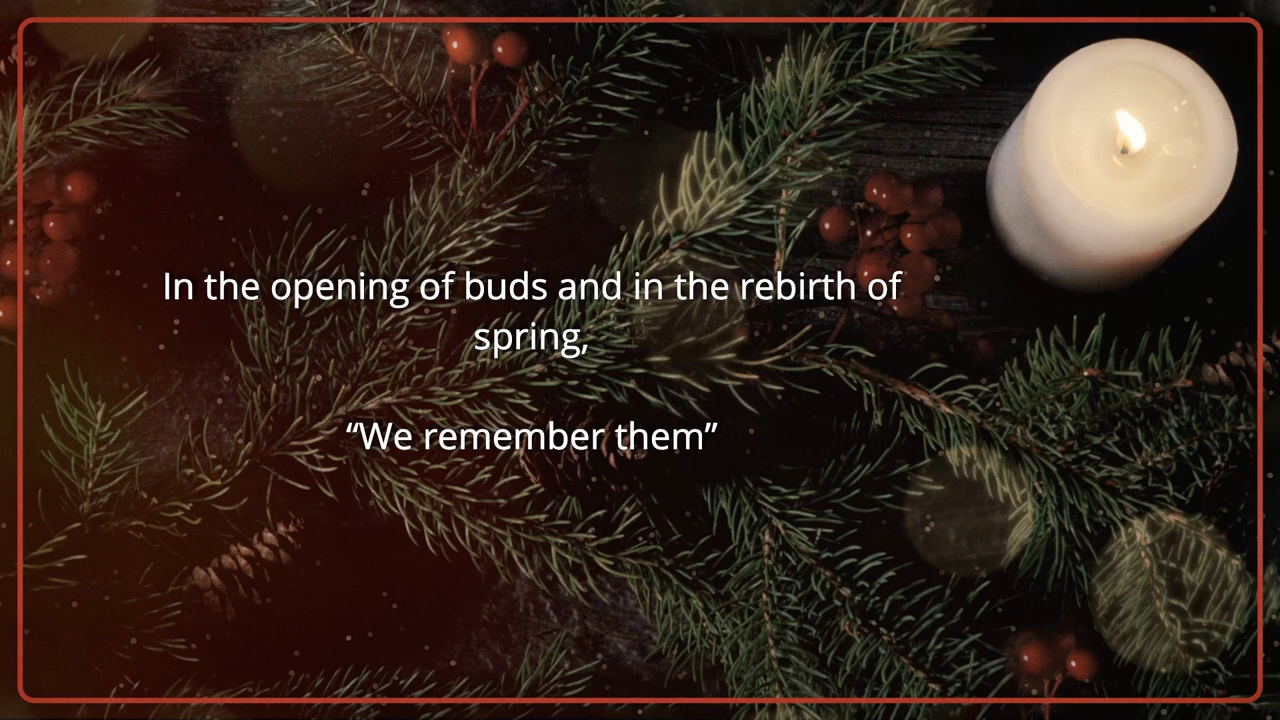 In the opening of buds and in the rebirth of
spring,
“We remember them”